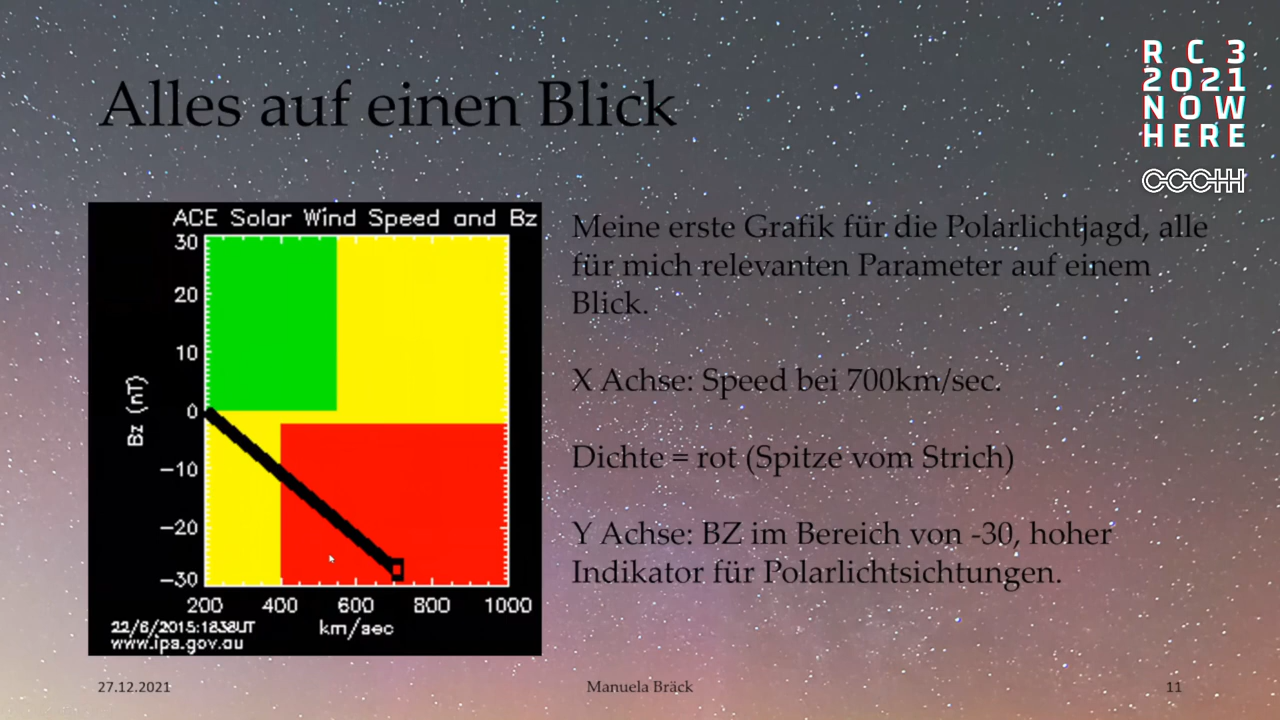 Alles auf einen Blick
R C 3
2021
N O W
HERE
CCCHH
ACE Solar Wind Speed and Bz
30
20
10
0
−10
−20
−30
Bz (nT)
200 400 600 800 1000
km/sec
22/6/2015:1838UT
www.ips.gov.au
Meine erste Grafik für die Polarlichtjagd, alle
für mich relevanten Parameter auf einem
Blick.
X Achse: Speed bei 700km/sec.
Dichte = rot (Spitze vom Strich)
Y Achse: BZ im Bereich von -30, hoher
Indikator für Polarlichtsichtungen.
27.12.2021
Manuela Bräck
11